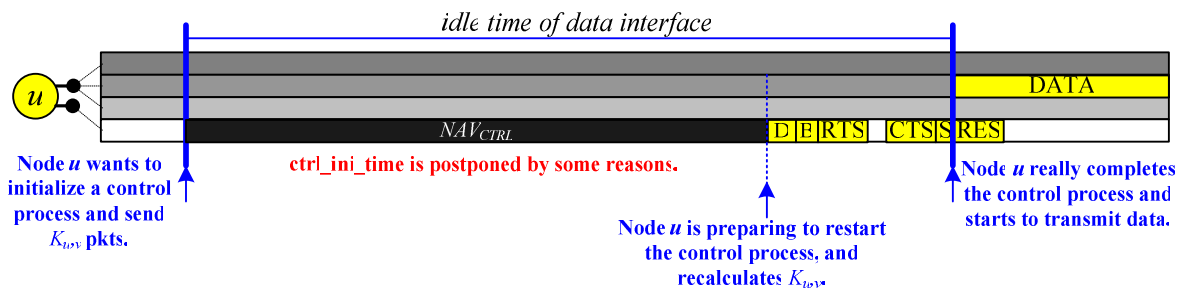 idle time of data interface
u
DATA
NAV_CTRL
D B RTS CTS S RES
ctrl_ini_time is postponed by some reasons.
Node u wants to
initialize a control
process and send
K_u,v pkts.
Node u is preparing to restart
the control process, and
recalculates K_u,v.
Node u really completes
the control process and
starts to transmit data.